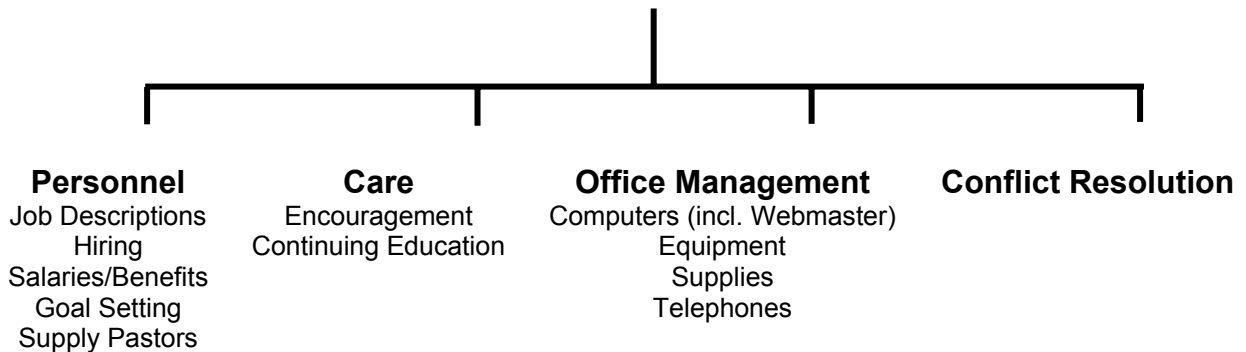 Personnel
Job Descriptions
Hiring
Salaries/Benefits
Goal Setting
Supply Pastors
Care
Encouragement
Continuing Education
Office Management
Computers (incl. Webmaster)
Equipment
Supplies
Telephones
Conflict Resolution